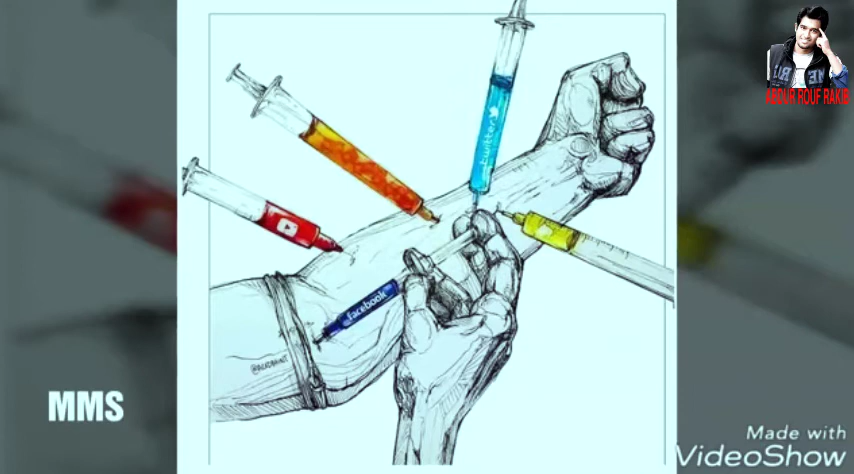 ABDUR ROUF RAKIB
twitter
facebook
MMS
Made with
VideoShow